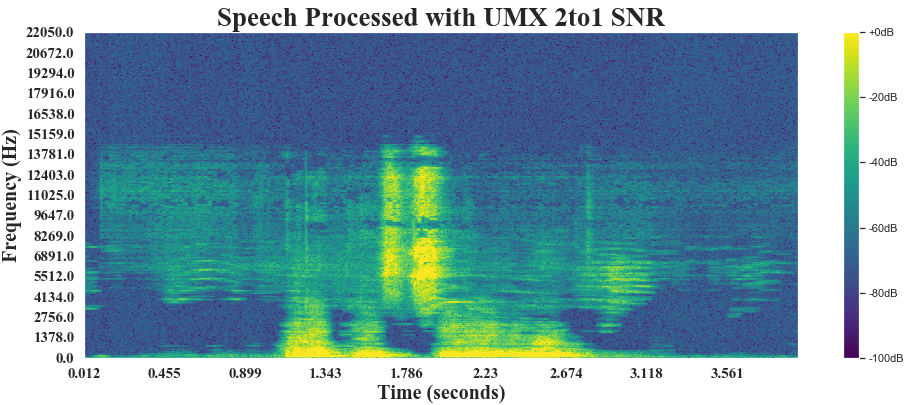 Speech Processed with UMX 2to1 SNR
Frequency (Hz)
22050.0
20672.0
19294.0
17916.0
16538.0
15159.0
13781.0
12403.0
11025.0
9647.0
8269.0
6891.0
5512.0
4134.0
2756.0
1378.0
0.0
0.012 0.455 0.899 1.343 1.786 2.23 2.674 3.118 3.561
Time (seconds)
+0dB
-20dB
-40dB
-60dB
-80dB
-100dB